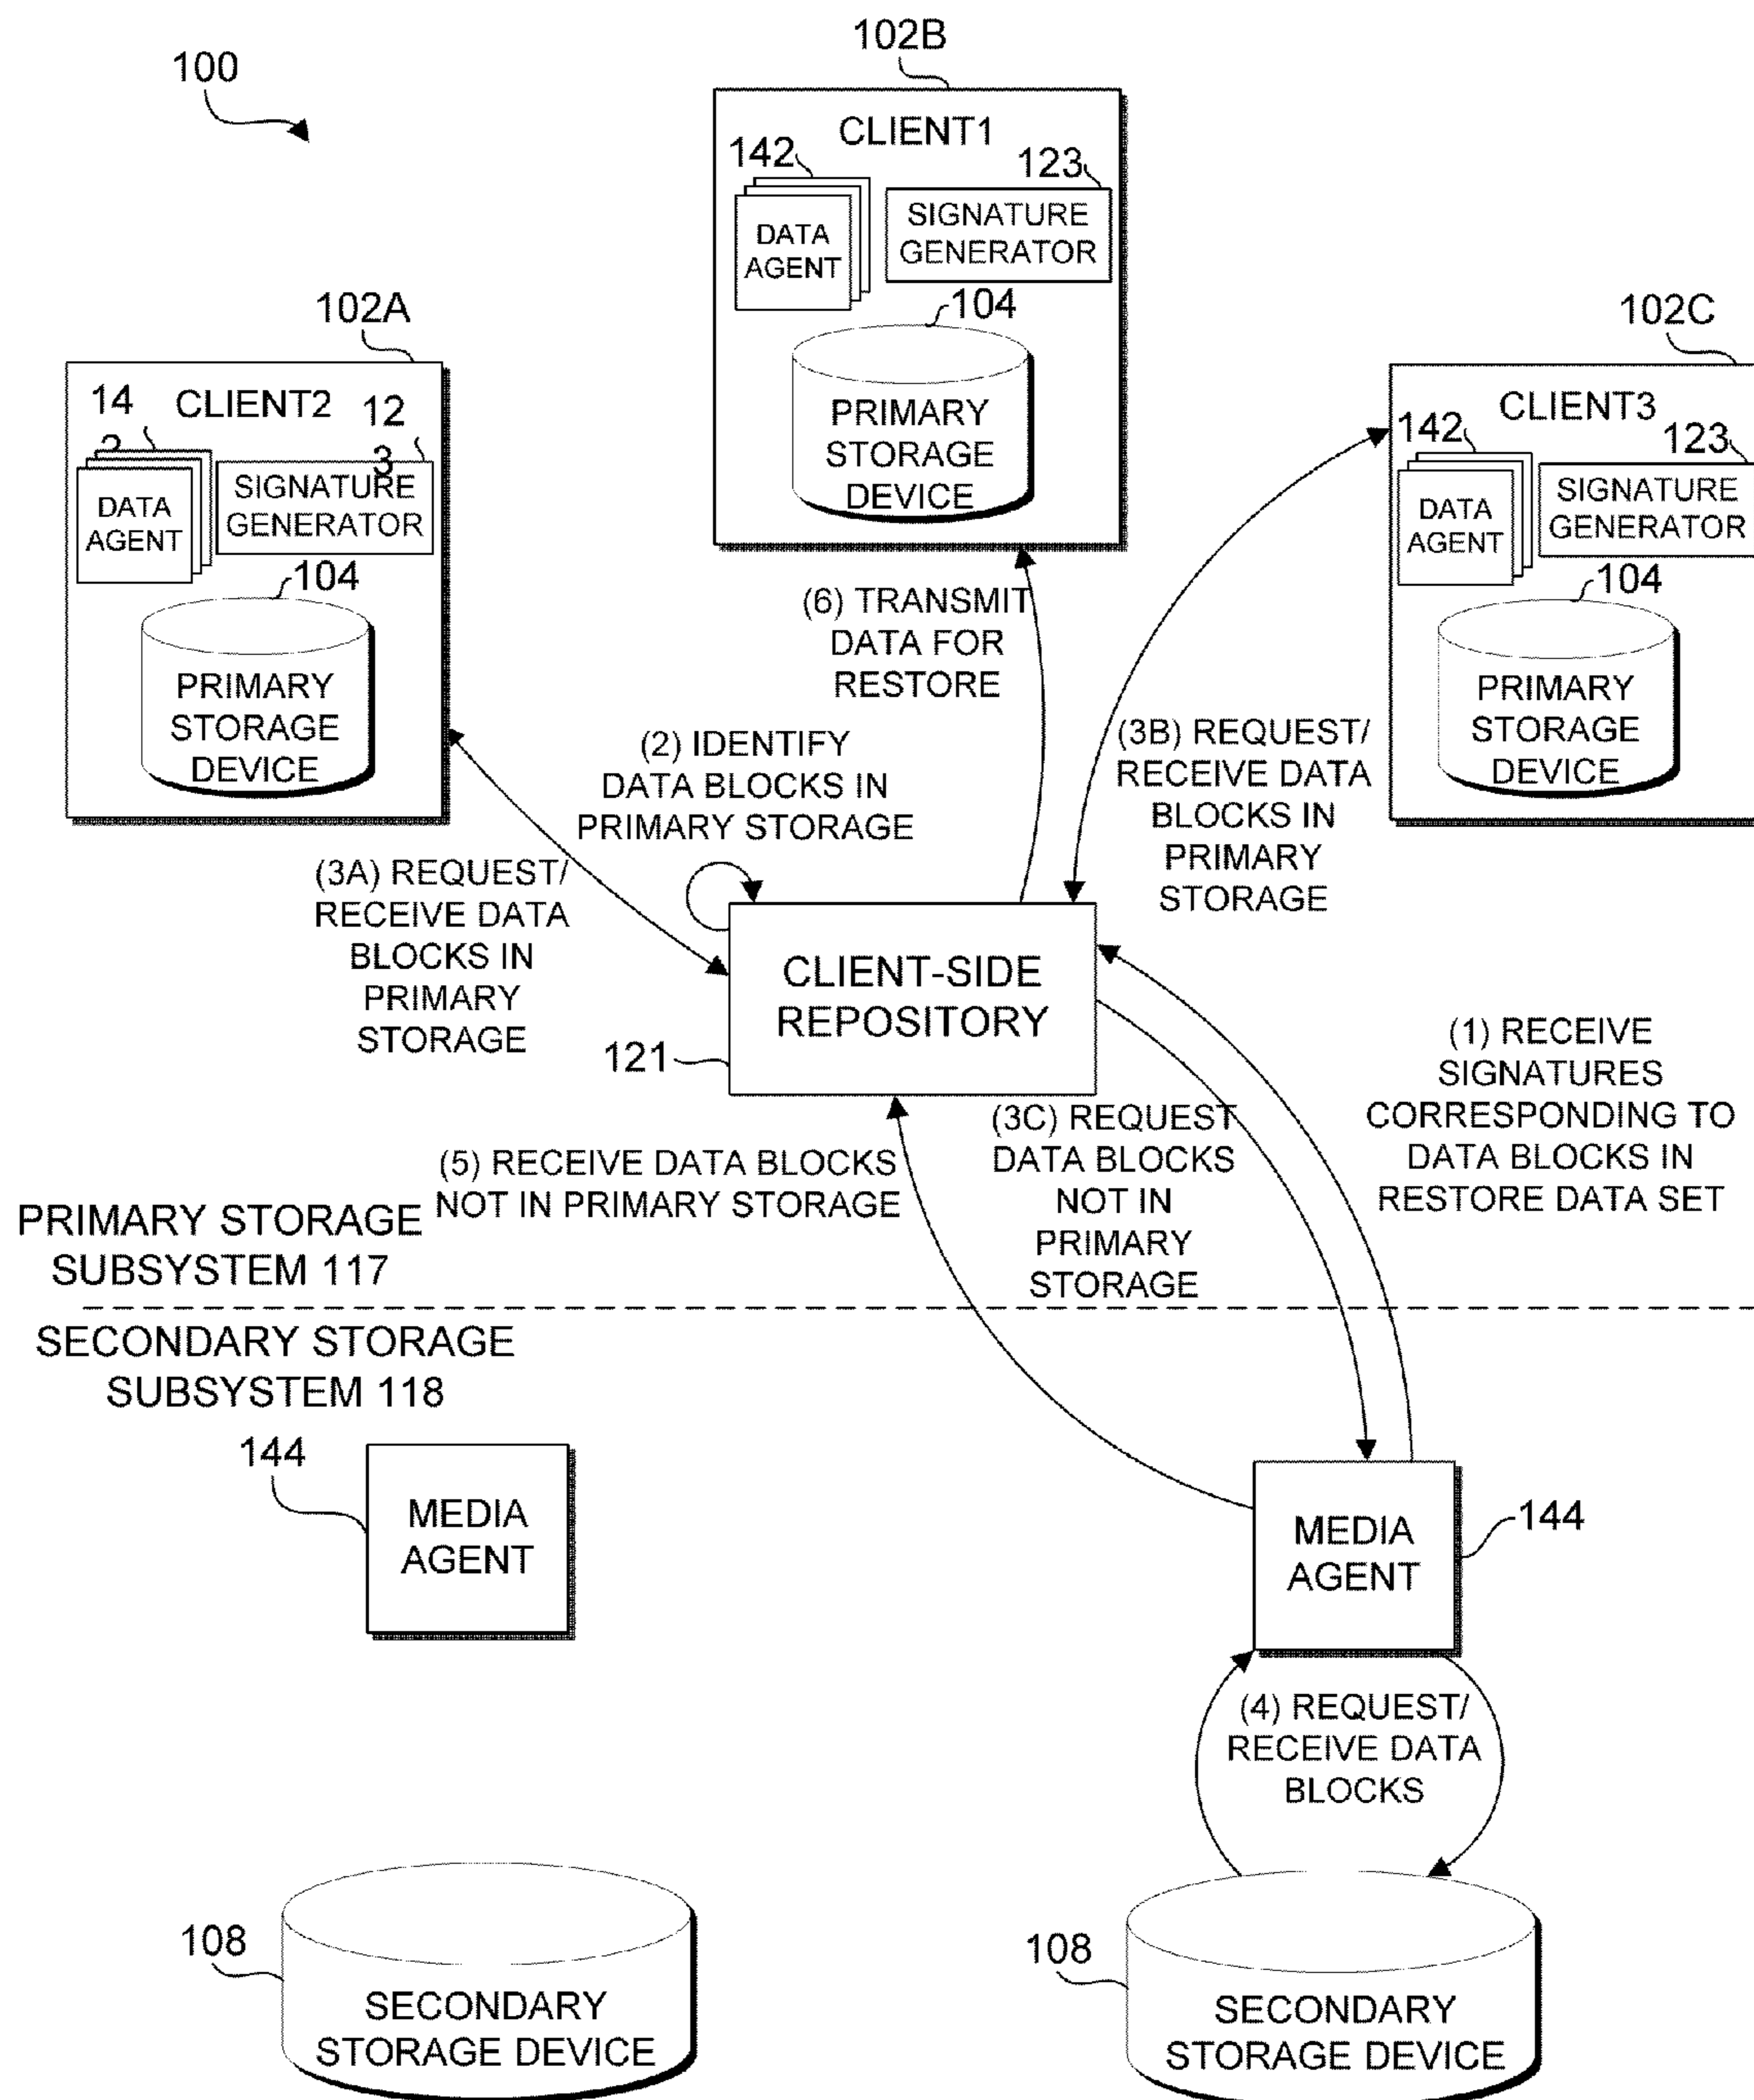 100
102B
CLIENT1
142
123
DATA
AGENT
SIGNATURE
GENERATOR
104
PRIMARY
STORAGE
DEVICE
102A
CLIENT2
14
2
12
3
DATA
AGENT
SIGNATURE
GENERATOR
104
PRIMARY
STORAGE
DEVICE
102C
CLIENT3
142
123
DATA
AGENT
SIGNATURE
GENERATOR
104
PRIMARY
STORAGE
DEVICE
(6) TRANSMIT
DATA FOR
RESTORE
(2) IDENTIFY
DATA BLOCKS IN
PRIMARY STORAGE
(3B) REQUEST/
RECEIVE DATA
BLOCKS IN
PRIMARY
STORAGE
(3A) REQUEST/
RECEIVE DATA
BLOCKS IN
PRIMARY
STORAGE
CLIENT-SIDE
REPOSITORY
121
(1) RECEIVE
SIGNATURES
CORRESPONDING TO
DATA BLOCKS IN
RESTORE DATA SET
(3C) REQUEST
DATA BLOCKS
NOT IN
PRIMARY
STORAGE
(5) RECEIVE DATA BLOCKS
NOT IN PRIMARY STORAGE
PRIMARY STORAGE
SUBSYSTEM 117
SECONDARY STORAGE
SUBSYSTEM 118
144
MEDIA
AGENT
MEDIA
AGENT
144
(4) REQUEST/
RECEIVE DATA
BLOCKS
108
SECONDARY
STORAGE DEVICE
108
SECONDARY
STORAGE DEVICE